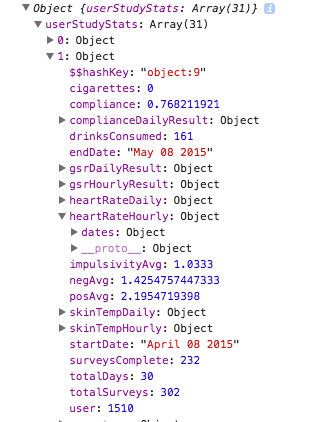 ▼ Object {userStudyStats: Array(31)} i
▼ userStudyStats: Array(31)
▶ 0: Object
▼ 1: Object
$$hashKey: "object:9"
cigarettes: 0
compliance: 0.768211921
▶ complianceDailyResult: Object
drinksConsumed: 161
endDate: "May 08 2015"
▶ gsrDailyResult: Object
▶ gsrHourlyResult: Object
▶ heartRateDaily: Object
▼ heartRateHourly: Object
▶ dates: Object
▶ __proto__: Object
impulsivityAvg: 1.0333
negAvg: 1.4254757447333
posAvg: 2.1954719398
▶ skinTempDaily: Object
▶ skinTempHourly: Object
startDate: "April 08 2015"
surveysComplete: 232
totalDays: 30
totalSurveys: 302
user: 1510